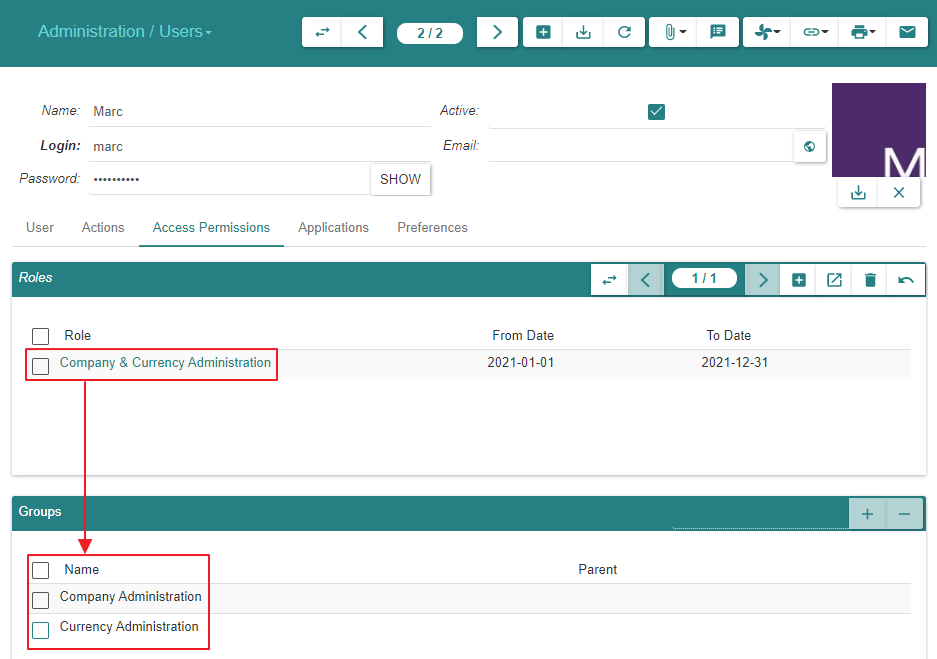 Administration / Users
2 / 2
Name: Marc
Active:
Login: marc
Email:
Password: ••••••••••
SHOW
M
User Actions Access Permissions Applications Preferences
Roles
1 / 1
Role From Date To Date
Company & Currency Administration 2021-01-01 2021-12-31
Groups
Name Parent
Company Administration
Currency Administration